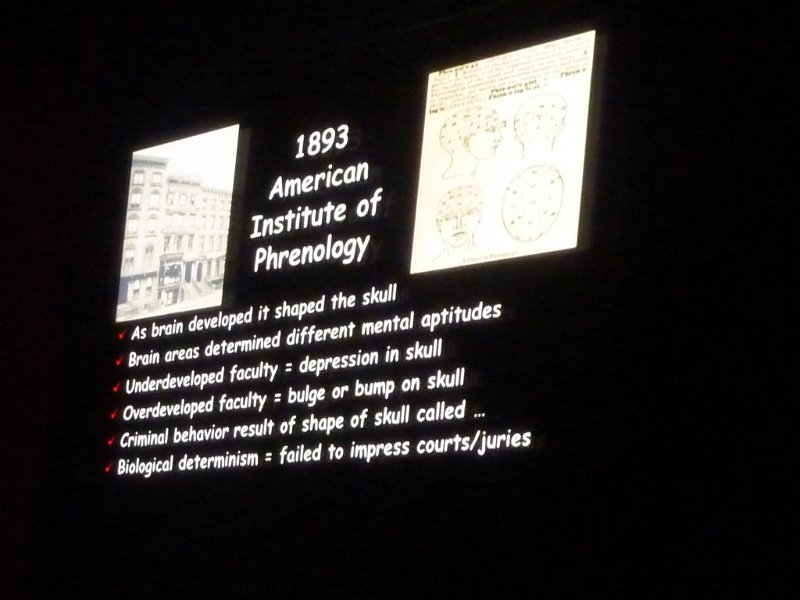 1893
American
Institute of
Phrenology
As brain developed it shaped the skull
Brain areas determined different mental aptitudes
Underdeveloped faculty = depression in skull
Overdeveloped faculty = bulge or bump on skull
Criminal behavior result of shape of skull called ...
Biological determinism = failed to impress courts/juries